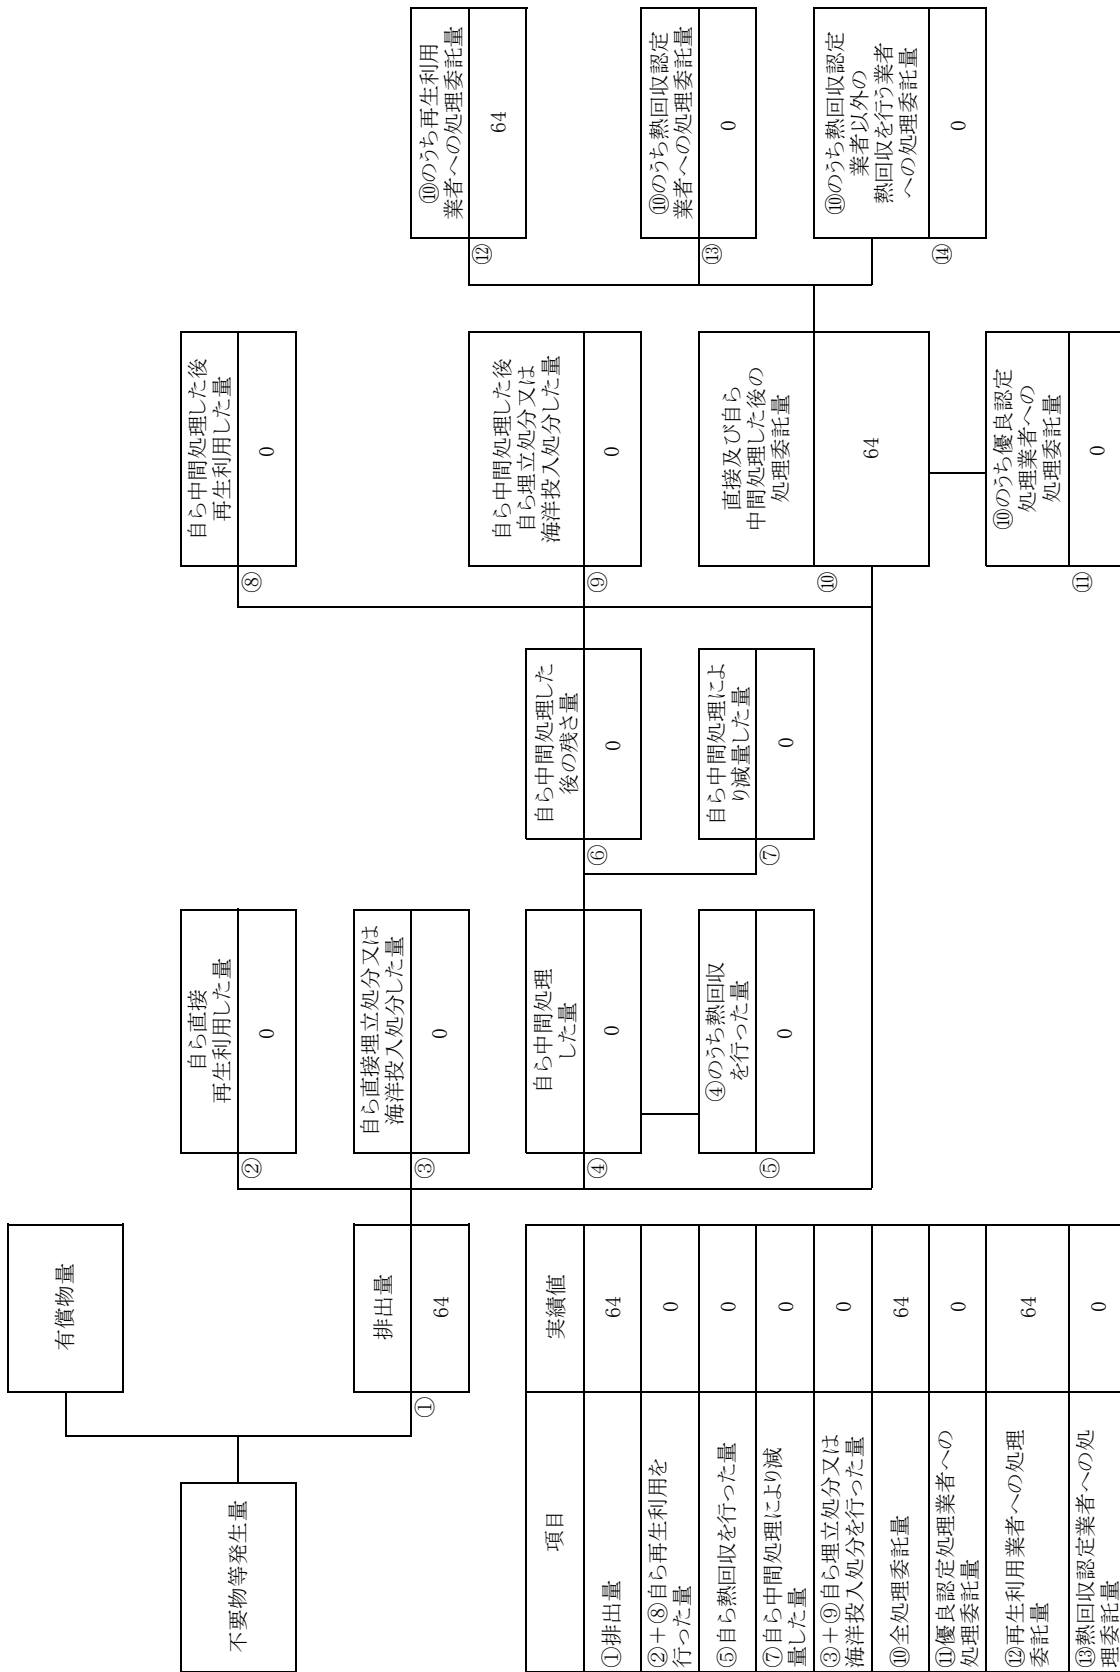 不要物等発生量
有償物量
①
排出量
64
②
自ら直接
再生利用した量
0
③
自ら直接埋立処分又は
海洋投入処分した量
0
④
自ら中間処理
した量
0
⑤
④のうち熱回収
を行った量
0
⑥
自ら中間処理した
後の残さ量
0
⑦
自ら中間処理によ
り減量した量
0
⑧
自ら中間処理した後
再生利用した量
0
⑨
自ら中間処理した後
自ら埋立処分又は
海洋投入処分した量
0
⑩
直接及び自ら
中間処理した後の
処理委託量
64
⑪
⑩のうち優良認定
処理業者への
処理委託量
0
⑫
⑩のうち再生利用
業者への処理委託量
64
⑬
⑩のうち熱回収認定
業者への処理委託量
0
⑭
⑩のうち熱回収認定
業者以外の
熱回収を行う業者
への処理委託量
0
項目
実績値
①排出量
64
②+⑧自ら再生利用を
行った量
0
⑤自ら熱回収を行った量
0
⑦自ら中間処理により減
量した量
0
③+⑨自ら埋立処分又は
海洋投入処分を行った量
0
⑩全処理委託量
64
⑪優良認定処理業者への
処理委託量
0
⑫再生利用業者への処理
委託量
64
⑬熱回収認定業者への処
理委託量
0